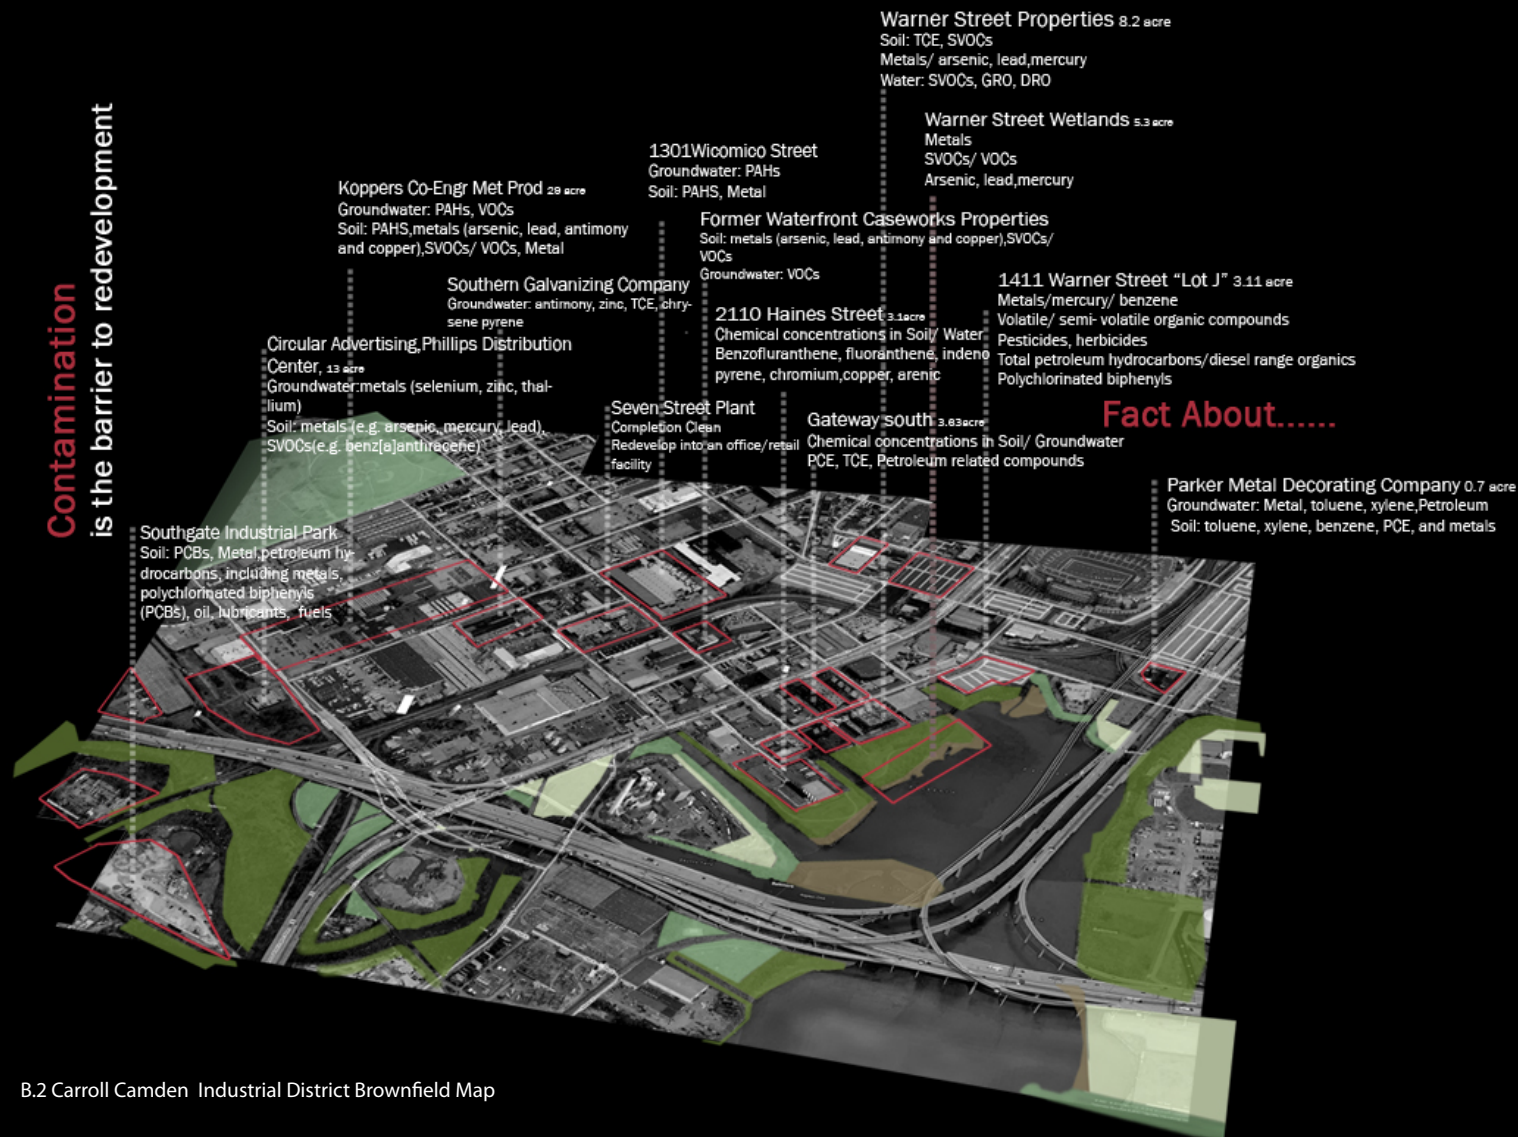 Contamination
is the barrier to redevelopment
Warner Street Properties 8.2 acre
Soil: TCE, SVOCs
Metals/ arsenic, lead,mercury
Water: SVOCs, GRO, DRO
Warner Street Wetlands 5.3 acre
Metals
SVOCs/ VOCs
Arsenic, lead,mercury
1301Wicomico Street
Groundwater: PAHs
Soil: PAHS, Metal
Koppers Co-Engr Met Prod 29 acre
Groundwater: PAHs, VOCs
Soil: PAHS,metals (arsenic, lead, antimony
and copper),SVOCs/ VOCs, Metal
Former Waterfront Caseworks Properties
Soil: metals (arsenic, lead, antimony and copper),SVOCs/
VOCs
Groundwater: VOCs
Southern Galvanizing Company
Groundwater: antimony, zinc, TCE, chry-
sene pyrene
1411 Warner Street “Lot J” 3.11 acre
Metals/mercury/ benzene
Volatile/ semi- volatile organic compounds
Pesticides, herbicides
Total petroleum hydrocarbons/diesel range organics
Polychlorinated biphenyls
2110 Haines Street 3.1acre
Chemical concentrations in Soil/ Water
Benzofluranthene, fluoranthene, indeno
pyrene, chromium,copper, arenic
Circular Advertising,Phillips Distribution
Center, 13 acre
Groundwater:metals (selenium, zinc, thal-
lium)
Soil: metals (e.g. arsenic, mercury, lead),
SVOCs(e.g. benz[a]anthracene)
Seven Street Plant
Completion Clean
Redevelop into an office/retail
facility
Gateway south 3.63acre
Chemical concentrations in Soil/ Groundwater
PCE, TCE, Petroleum related compounds
Fact About......
Parker Metal Decorating Company 0.7 acre
Groundwater: Metal, toluene, xylene,Petroleum
Soil: toluene, xylene, benzene, PCE, and metals
Southgate Industrial Park
Soil: PCBs, Metal,petroleum hy-
drocarbons, including metals,
polychlorinated biphenyls
(PCBs), oil, lubricants, fuels
B.2 Carroll Camden Industrial District Brownfield Map